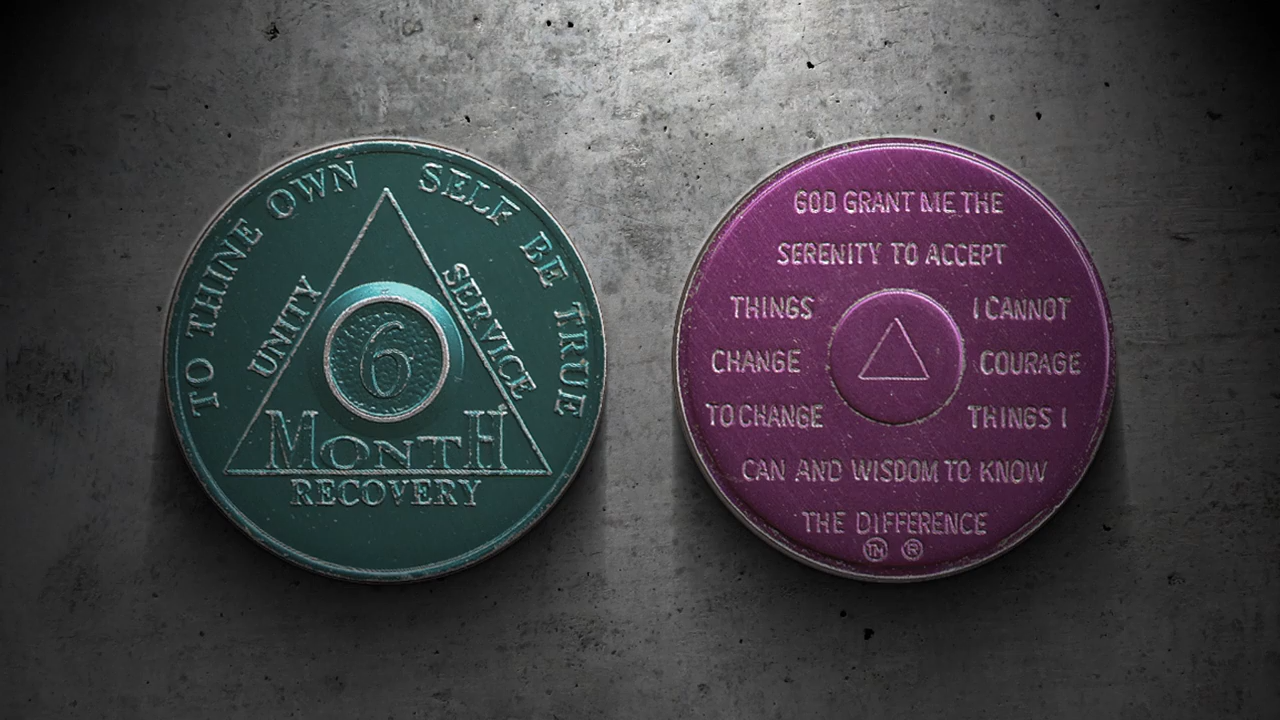 TO THINE OWN SELF BE TRUE
UNITY
SERVICE
6
MONTH
RECOVERY
GOD GRANT ME THE
SERENITY TO ACCEPT
THINGS I CANNOT
CHANGE COURAGE
TO CHANGE THINGS I
CAN AND WISDOM TO KNOW
THE DIFFERENCE
TM ®